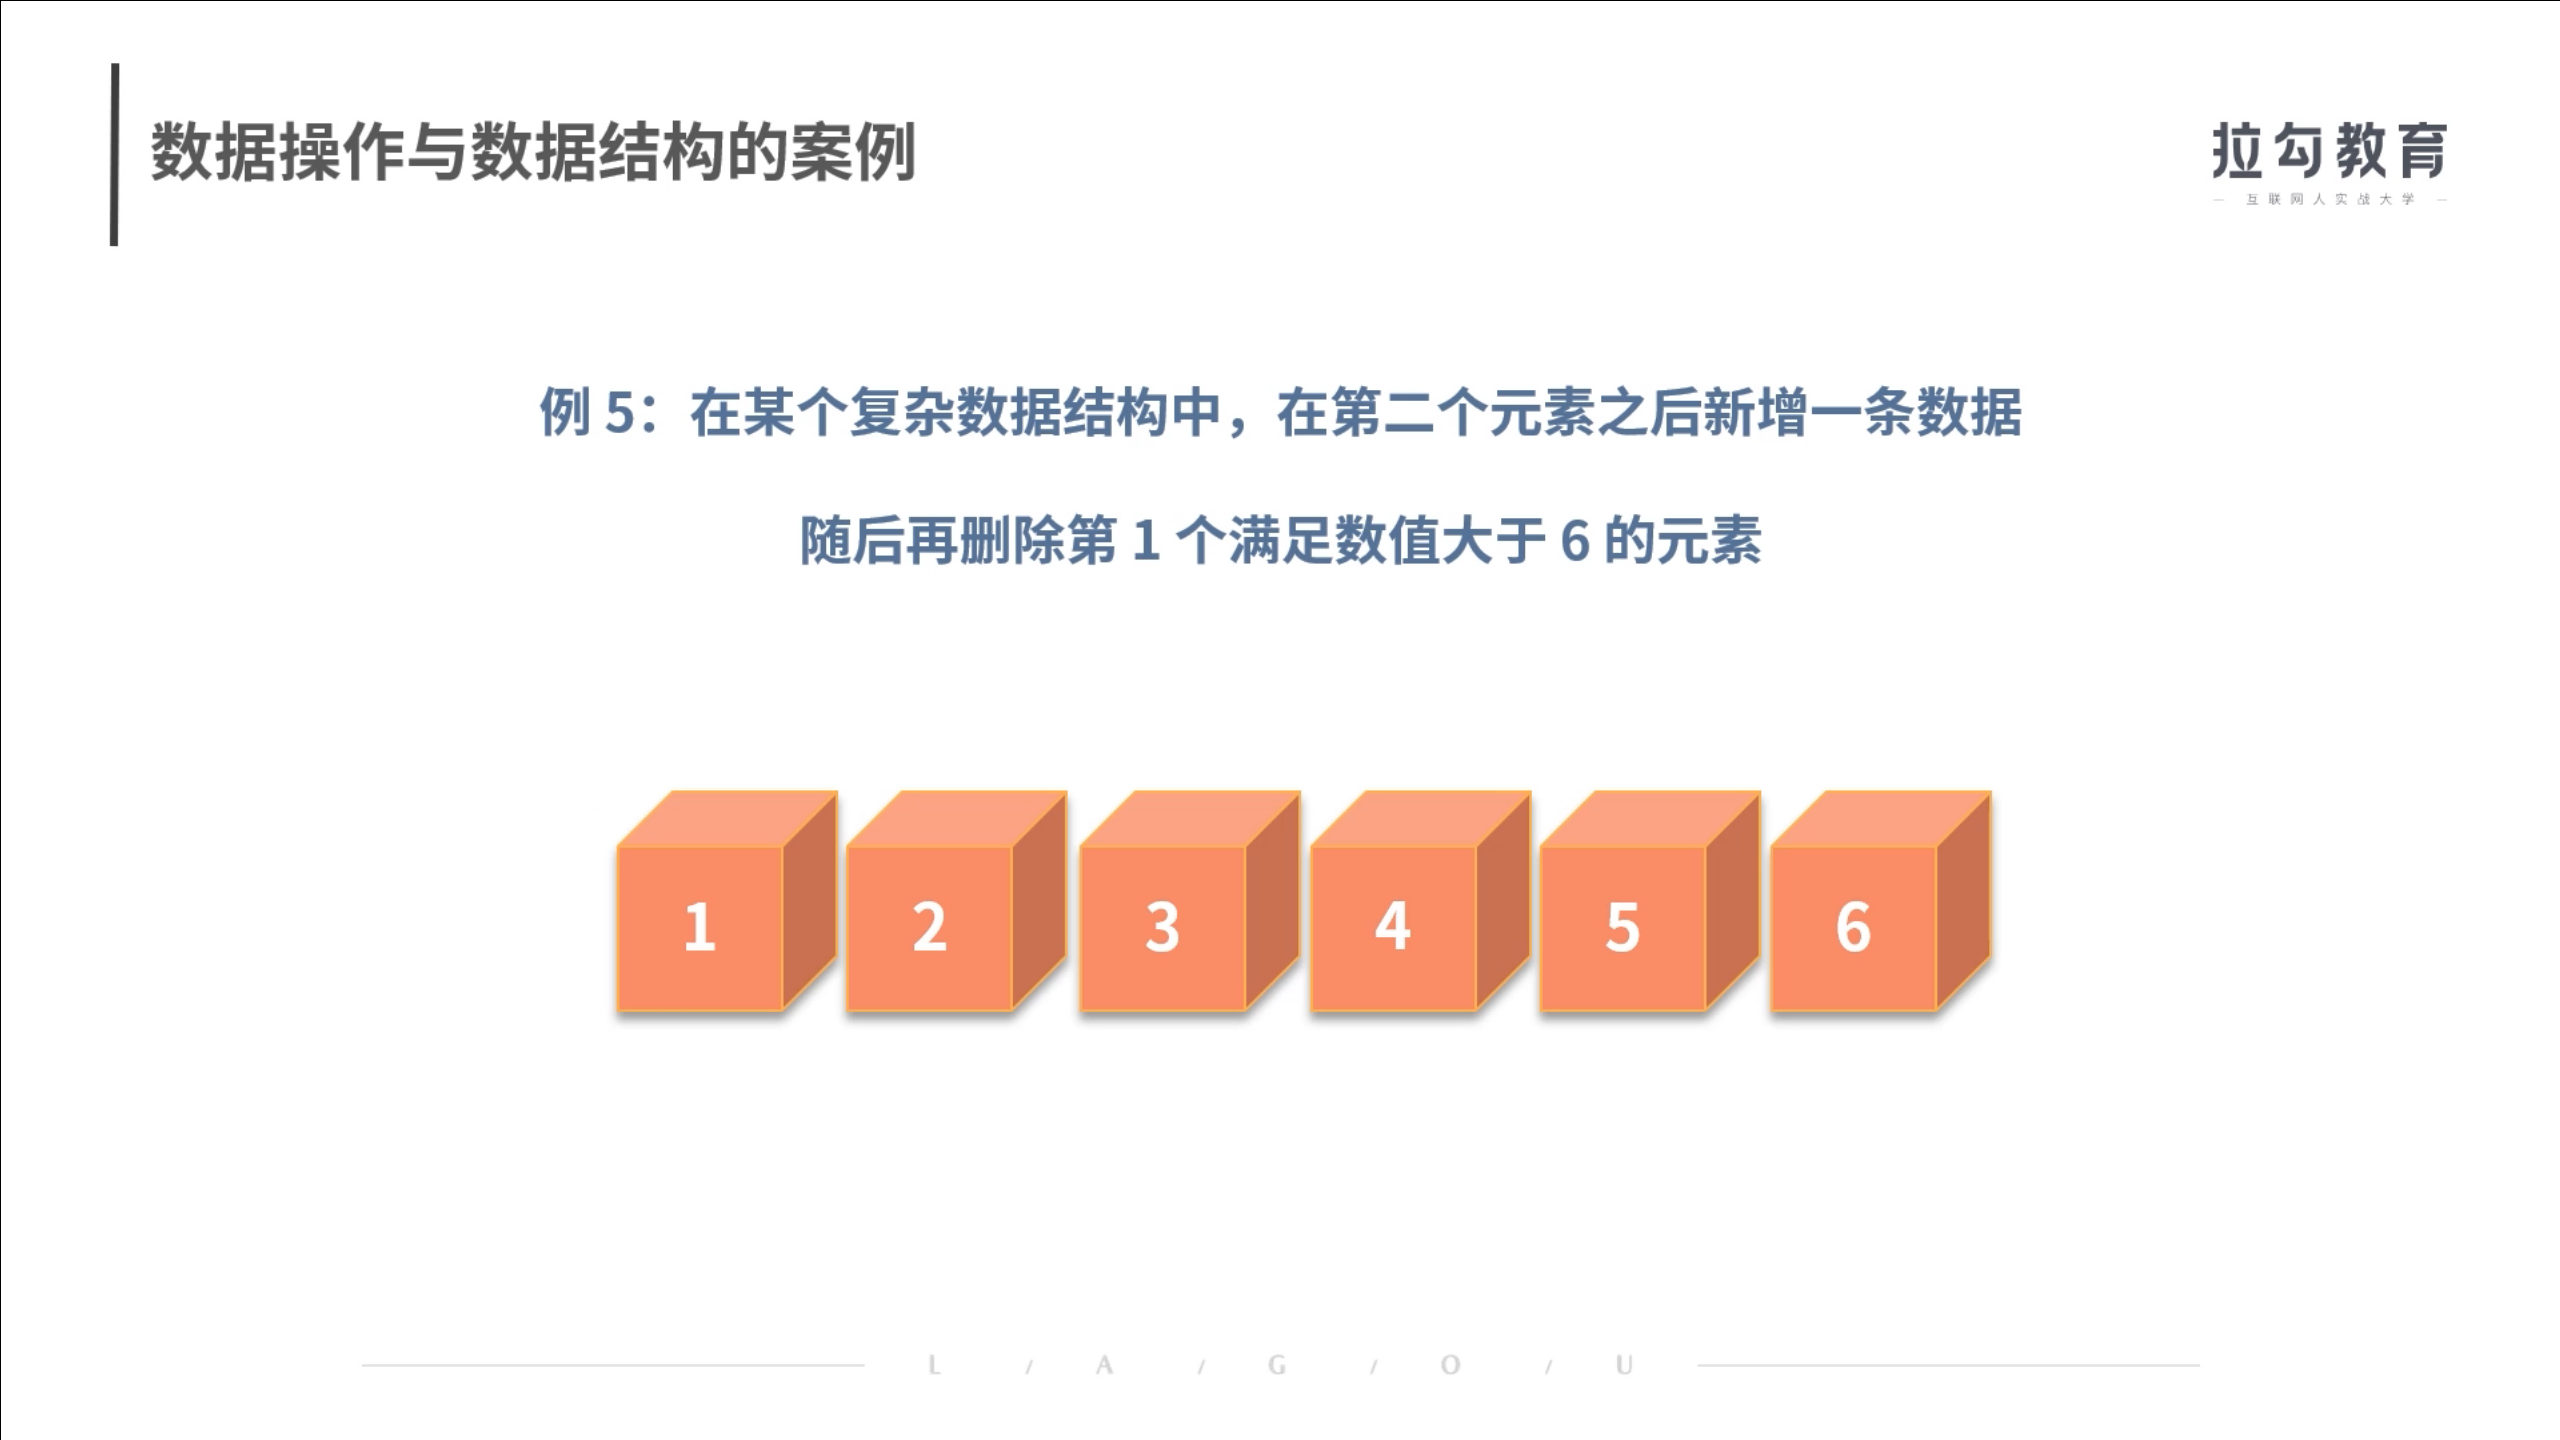 数据操作与数据结构的案例
拉勾教育
— 互联网人实战大学 —
例 5：在某个复杂数据结构中，在第二个元素之后新增一条数据
随后再删除第 1 个满足数值大于 6 的元素
1 2 3 4 5 6
L / A / G / O / U